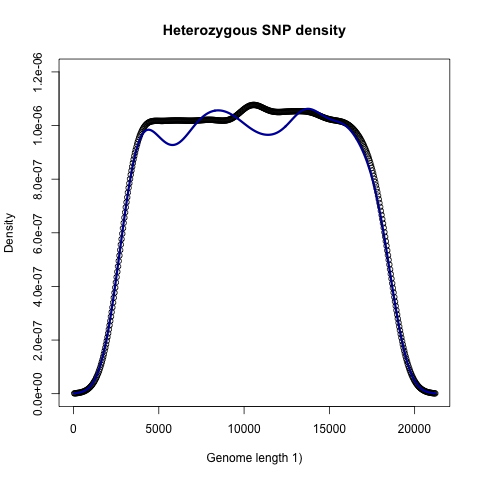 Heterozygous SNP density
Density
1.2e-06
1.0e-06
8.0e-07
6.0e-07
4.0e-07
2.0e-07
0.0e+00
0 5000 10000 15000 20000
Genome length 1)